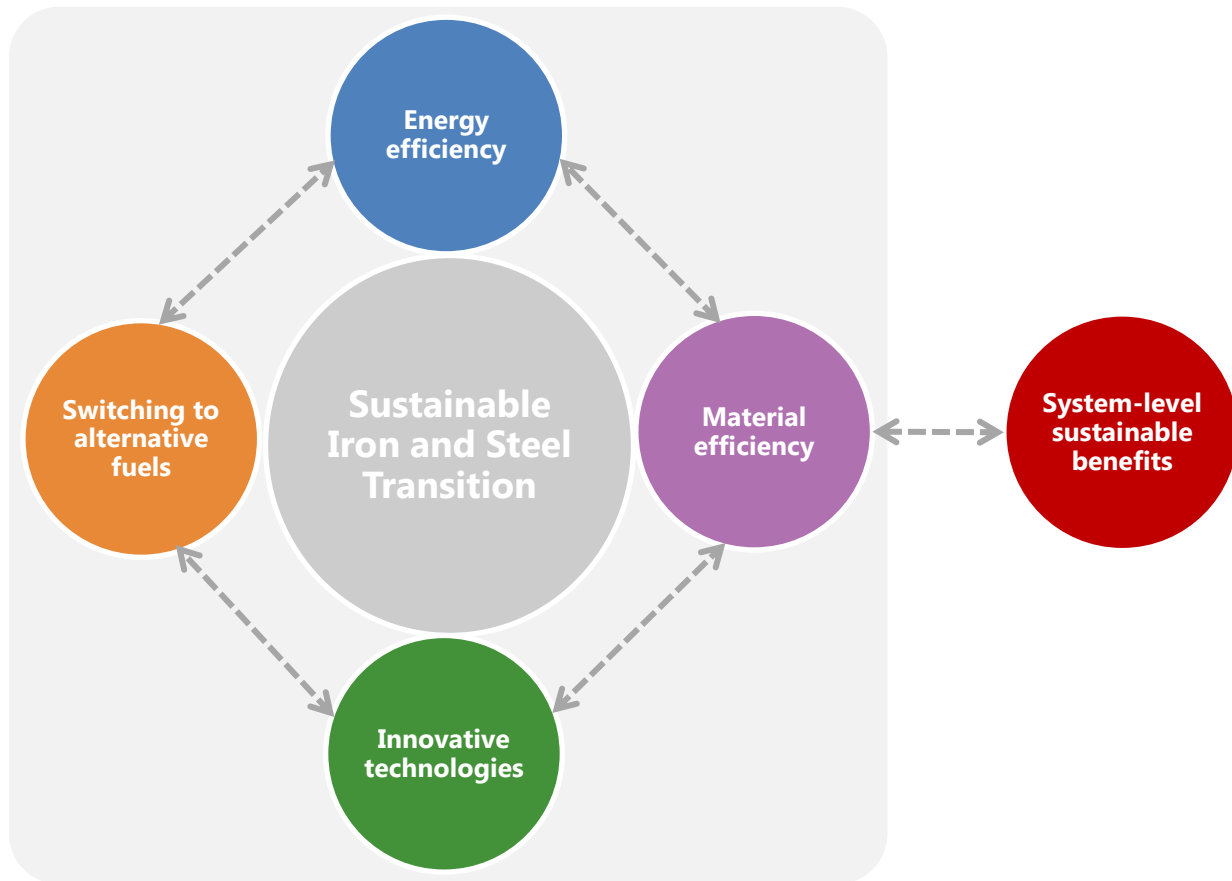 Energy
efficiency
Switching to
alternative
fuels
Sustainable
Iron and Steel
Transition
Material
efficiency
System-level
sustainable
benefits
Innovative
technologies